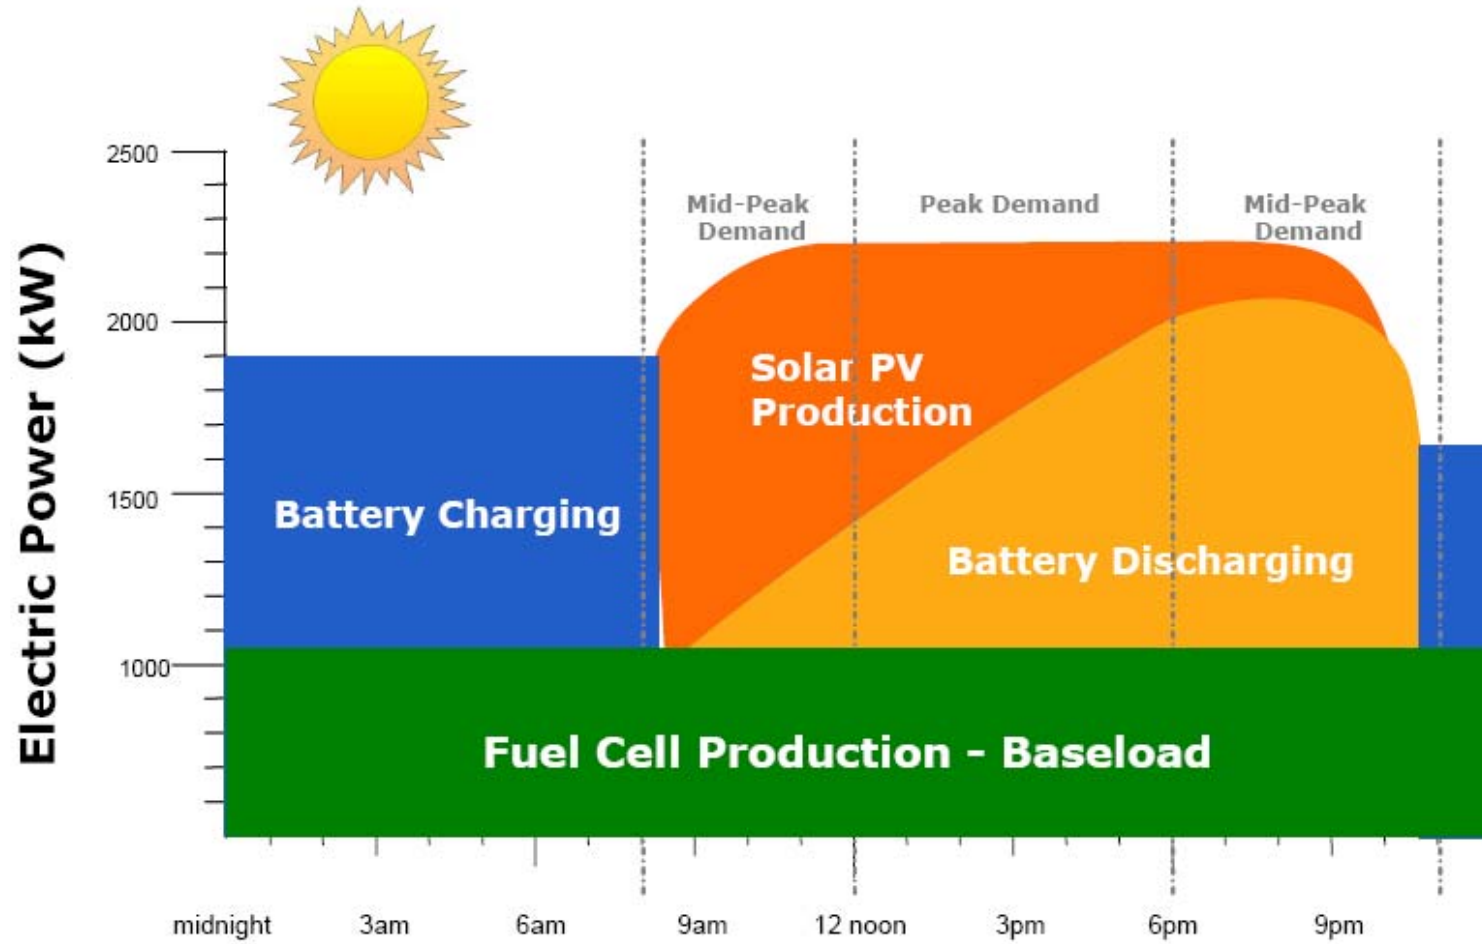 2500
Mid-Peak
Demand
Peak Demand
Mid-Peak
Demand
Electric Power (kW)
2000
Solar PV
Production
1500
Battery Charging
Battery Discharging
1000
Fuel Cell Production - Baseload
midnight
3am
6am
9am
12 noon
3pm
6pm
9pm